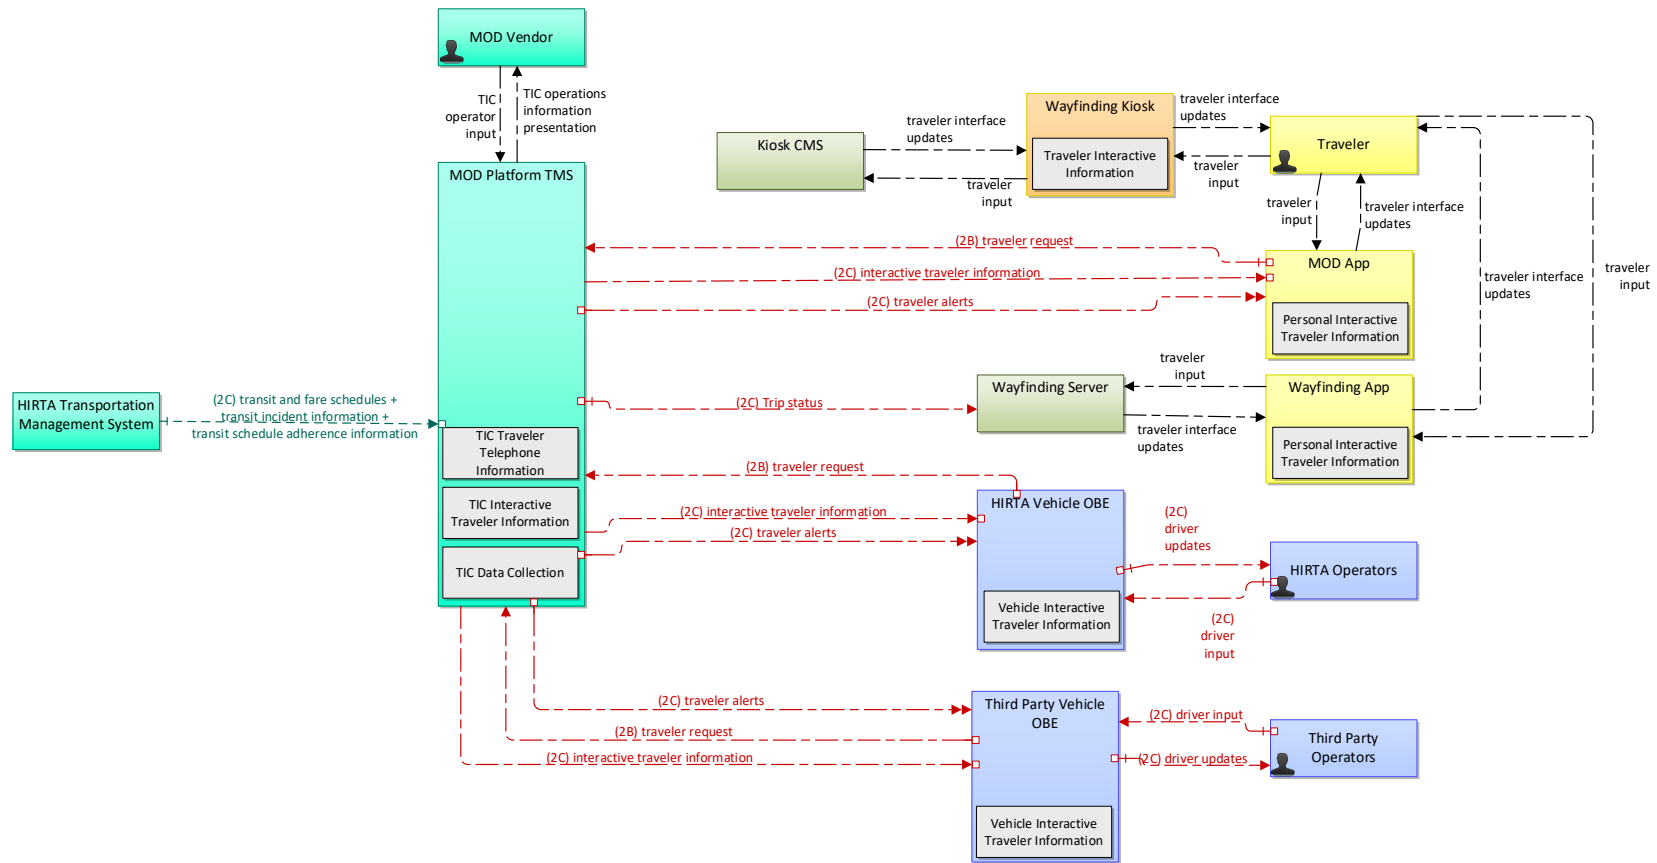 MOD Vendor
TIC
operator
input
TIC operations
information
presentation
MOD Platform TMS
Kiosk CMS
traveler interface
updates
traveler
input
Wayfinding Kiosk
Traveler Interactive
Information
traveler interface
updates
traveler
input
Traveler
traveler
input
traveler interface
updates
(2B) traveler request
(2C) interactive traveler information
(2C) traveler alerts
MOD App
Personal Interactive
Traveler Information
traveler interface
updates
traveler
input
HIRTA Transportation
Management System
(2C) transit and fare schedules +
transit incident information +
transit schedule adherence information
(2C) Trip status
Wayfinding Server
traveler
input
traveler interface
updates
Wayfinding App
Personal Interactive
Traveler Information
TIC Traveler
Telephone
Information
TIC Interactive
Traveler Information
TIC Data Collection
(2B) traveler request
(2C) interactive traveler information
(2C) traveler alerts
HIRTA Vehicle OBE
Vehicle Interactive
Traveler Information
(2C)
driver
updates
HIRTA Operators
(2C)
driver
input
(2C) traveler alerts
(2B) traveler request
(2C) interactive traveler information
Third Party Vehicle
OBE
Vehicle Interactive
Traveler Information
(2C) driver input
(2C) driver updates
Third Party
Operators